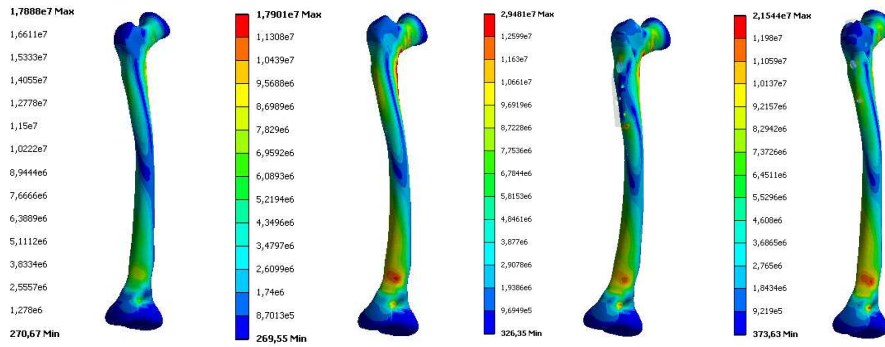 1,7888e7 Max
1,6611e7
1,5333e7
1,4055e7
1,2778e7
1,15e7
1,0222e7
8,9444e6
7,6666e6
6,3889e6
5,1112e6
3,8334e6
2,5557e6
1,278e6
270,67 Min
1,7901e7 Max
1,1308e7
1,0439e7
9,5688e6
8,6989e6
7,829e6
6,9592e6
6,0893e6
5,2194e6
4,3496e6
3,4797e6
2,6099e6
1,74e6
8,7013e5
269,55 Min
2,9481e7 Max
1,2599e7
1,163e7
1,0661e7
9,6919e6
8,7228e6
7,7536e6
6,7844e6
5,8153e6
4,8461e6
3,877e6
2,9078e6
1,9386e6
9,6949e5
326,35 Min
2,1544e7 Max
1,198e7
1,1059e7
1,0137e7
9,2157e6
8,2942e6
7,3726e6
6,4511e6
5,5296e6
4,608e6
3,6865e6
2,765e6
1,8434e6
9,219e5
373,63 Min